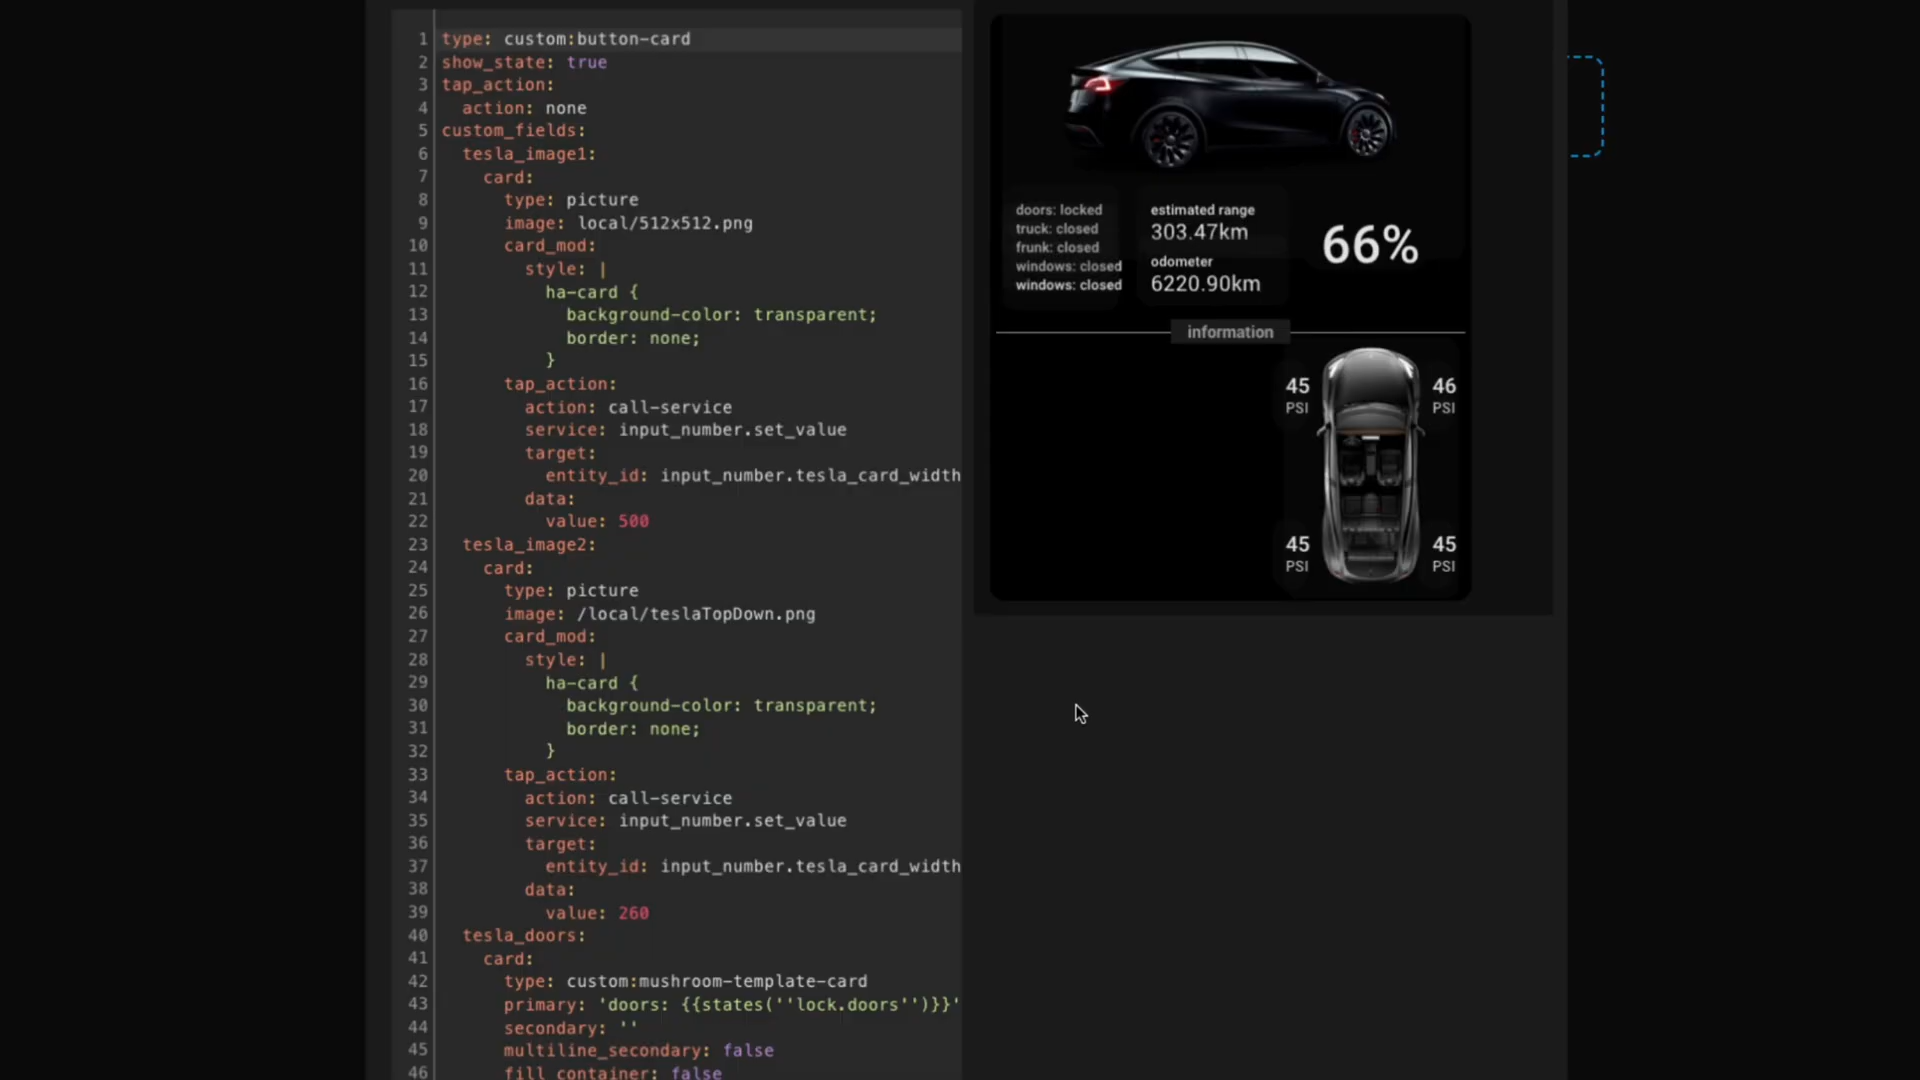 1 type: custom:button-card
2 show_state: true
3 tap_action:
4 action: none
5 custom_fields:
6 tesla_image1:
7 card:
8 type: picture
9 image: local/512x512.png
10 card_mod:
11 style: |
12 ha-card {
13 background-color: transparent;
14 border: none;
15 }
16 tap_action:
17 action: call-service
18 service: input_number.set_value
19 target:
20 entity_id: input_number.tesla_card_width
21 data:
22 value: 500
23 tesla_image2:
24 card:
25 type: picture
26 image: /local/teslaTopDown.png
27 card_mod:
28 style: |
29 ha-card {
30 background-color: transparent;
31 border: none;
32 }
33 tap_action:
34 action: call-service
35 service: input_number.set_value
36 target:
37 entity_id: input_number.tesla_card_width
38 data:
39 value: 260
40 tesla_doors:
41 card:
42 type: custom:mushroom-template-card
43 primary: 'doors: {{states(''lock.doors'')}}'
44 secondary: ''
45 multiline_secondary: false
46 fill_container: false
doors: locked
truck: closed
frunk: closed
windows: closed
windows: closed
estimated range
303.47km
odometer
6220.90km
66%
information
45
PSI
46
PSI
45
PSI
45
PSI